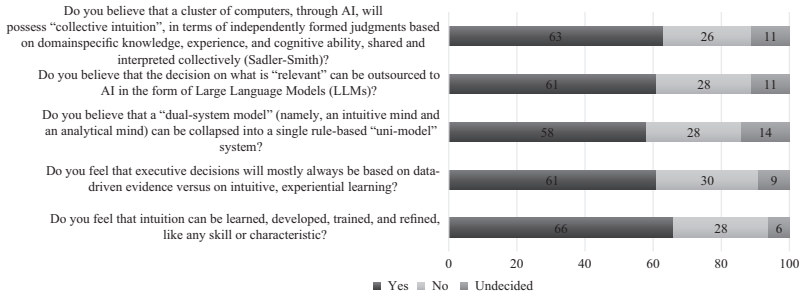 Do you believe that a cluster of computers, through AI, will
possess “collective intuition”, in terms of independently formed judgments based
on domainspecific knowledge, experience, and cognitive ability, shared and
interpreted collectively (Sadler-Smith)?
63 26 11
Do you believe that the decision on what is “relevant” can be outsourced to
AI in the form of Large Language Models (LLMs)?
61 28 11
Do you believe that a “dual-system model” (namely, an intuitive mind and
an analytical mind) can be collapsed into a single rule-based “uni-model”
system?
58 28 14
Do you feel that executive decisions will mostly always be based on data-
driven evidence versus on intuitive, experiential learning?
61 30 9
Do you feel that intuition can be learned, developed, trained, and refined,
like any skill or characteristic?
66 28 6
0 20 40 60 80 100
Yes No Undecided